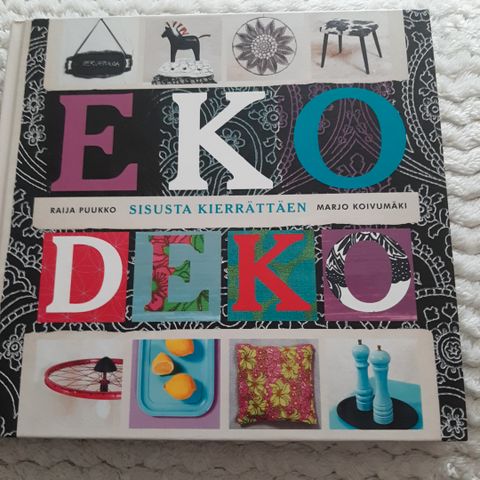 EKO
RAIJA PUUKKO SISUSTA KIERRÄTTÄEN MARJO KOIVUMÄKI
DEKO